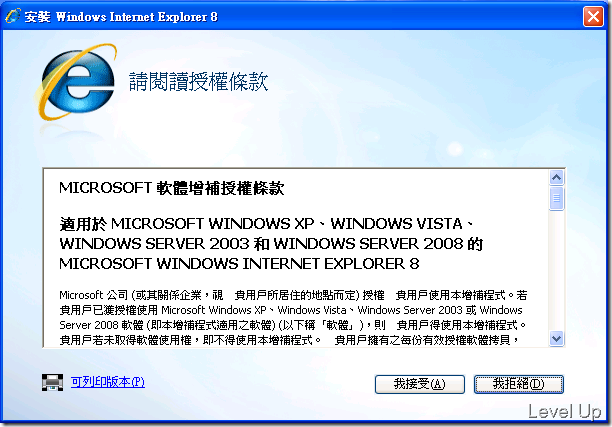 安裝 Windows Internet Explorer 8
請閱讀授權條款
MICROSOFT 軟體增補授權條款
適用於 MICROSOFT WINDOWS XP、WINDOWS VISTA、
WINDOWS SERVER 2003 和 WINDOWS SERVER 2008 的
MICROSOFT WINDOWS INTERNET EXPLORER 8
Microsoft 公司 (或其關係企業，視　貴用戶所居住的地點而定) 授權　貴用戶使用本增補程式。若
貴用戶已獲授權使用 Microsoft Windows XP、Windows Vista、Windows Server 2003 或 Windows
Server 2008 軟體 (即本增補程式適用之軟體) (以下稱「軟體」)，則　貴用戶得使用本增補程式。
貴用戶若未取得軟體使用權，即不得使用本增補程式。　貴用戶擁有之每份有效授權軟體拷貝，
可列印版本(P)
我接受(A)
我拒絕(D)
Level Up